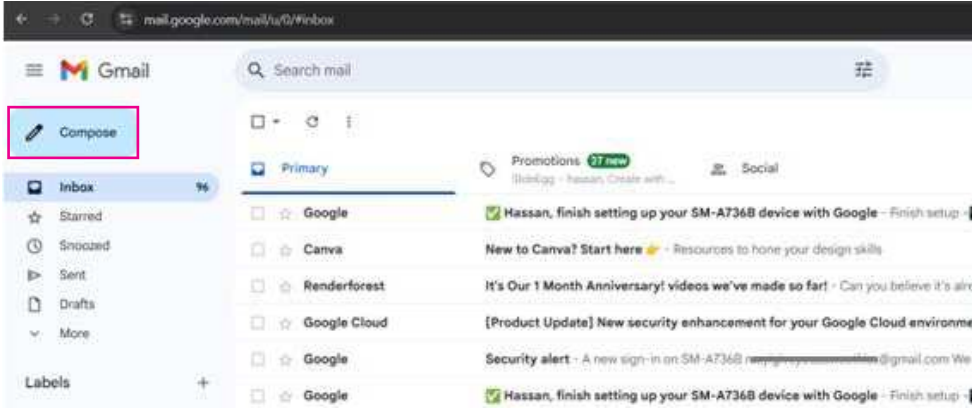 mail.google.com/mail/u/0/#inbox
Gmail
Search mail
Compose
Primary
Promotions 27 new
hassan, Create with ...
Social
Inbox 96
Starred
Snoozed
Sent
Drafts
More
Labels
Google ✅ Hassan, finish setting up your SM-A736B device with Google - Finish setup -
Canva New to Canva? Start here 👉 - Resources to hone your design skills
Renderforest It's Our 1 Month Anniversary! videos we've made so far! - Can you believe it's
Google Cloud [Product Update] New security enhancement for your Google Cloud
Google Security alert - A new sign-in on SM-A736B @gmail.com We
Google ✅ Hassan, finish setting up your SM-A736B device with Google - Finish setup -